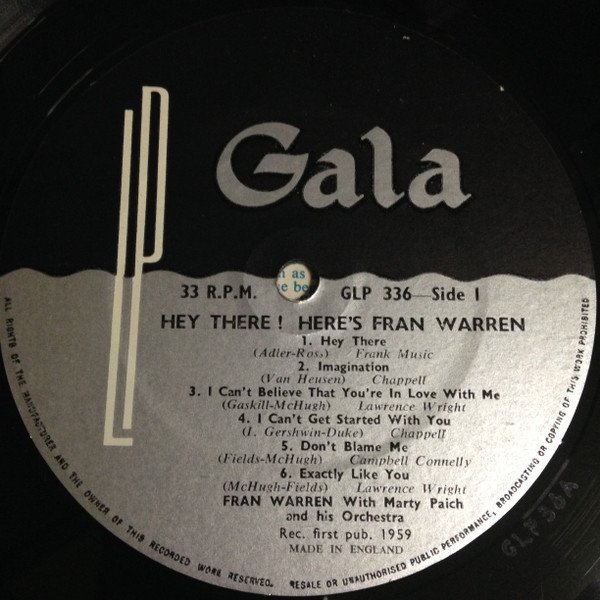 LP
Gala
n as
e be
33 R.P.M. GLP 336—Side 1
HEY THERE! HERE'S FRAN WARREN
1. Hey There
(Adler-Ross) Frank Music
2. Imagination
(Van Heusen) Chappell
3. I Can't Believe That You're In Love With Me
(Gaskill-McHugh) Lawrence Wright
4. I Can't Get Started With You
(I. Gershwin-Duke) Chappell
5. Don't Blame Me
(Fields-McHugh) Campbell Connelly
6. Exactly Like You
(McHugh-Fields) Lawrence Wright
FRAN WARREN With Marty Paich
and his Orchestra
Rec. first pub. 1959
MADE IN ENGLAND
ALL RIGHTS OF THE MANUFACTURER AND THE OWNER OF THIS RECORDED WORK RESERVED. RESALE OR UNAUTHORISED PUBLIC PERFORMANCE, BROADCASTING OR COPYING OF THIS WORK PROHIBITED
GLP36A